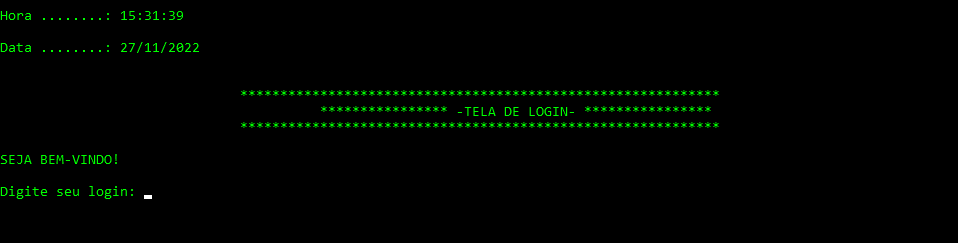 Hora ........: 15:31:39
Data ........: 27/11/2022
************************************************************
**************** -TELA DE LOGIN- ****************
************************************************************
SEJA BEM-VINDO!
Digite seu login: